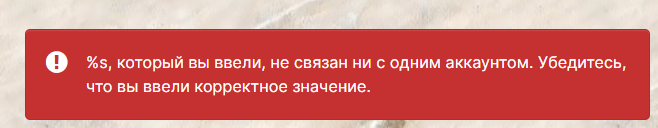 %s, который вы ввели, не связан ни с одним аккаунтом. Убедитесь,
что вы ввели корректное значение.